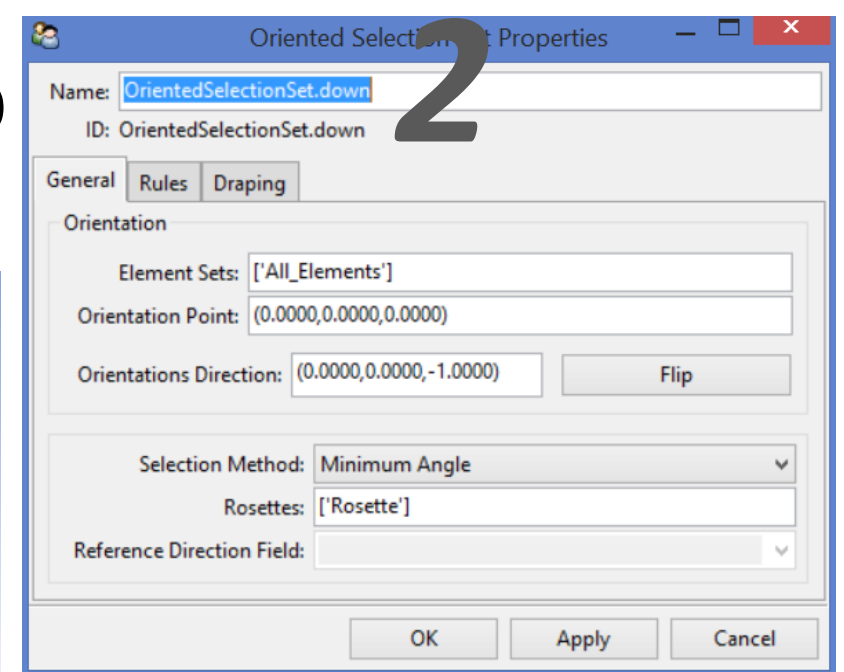 Oriented Selection Set Properties
2
Name: OrientedSelectionSet.down
ID: OrientedSelectionSet.down
General Rules Draping
Orientation
Element Sets: ['All_Elements']
Orientation Point: (0.0000,0.0000,0.0000)
Orientations Direction: (0.0000,0.0000,-1.0000) Flip
Selection Method: Minimum Angle
Rosettes: ['Rosette']
Reference Direction Field:
OK Apply Cancel